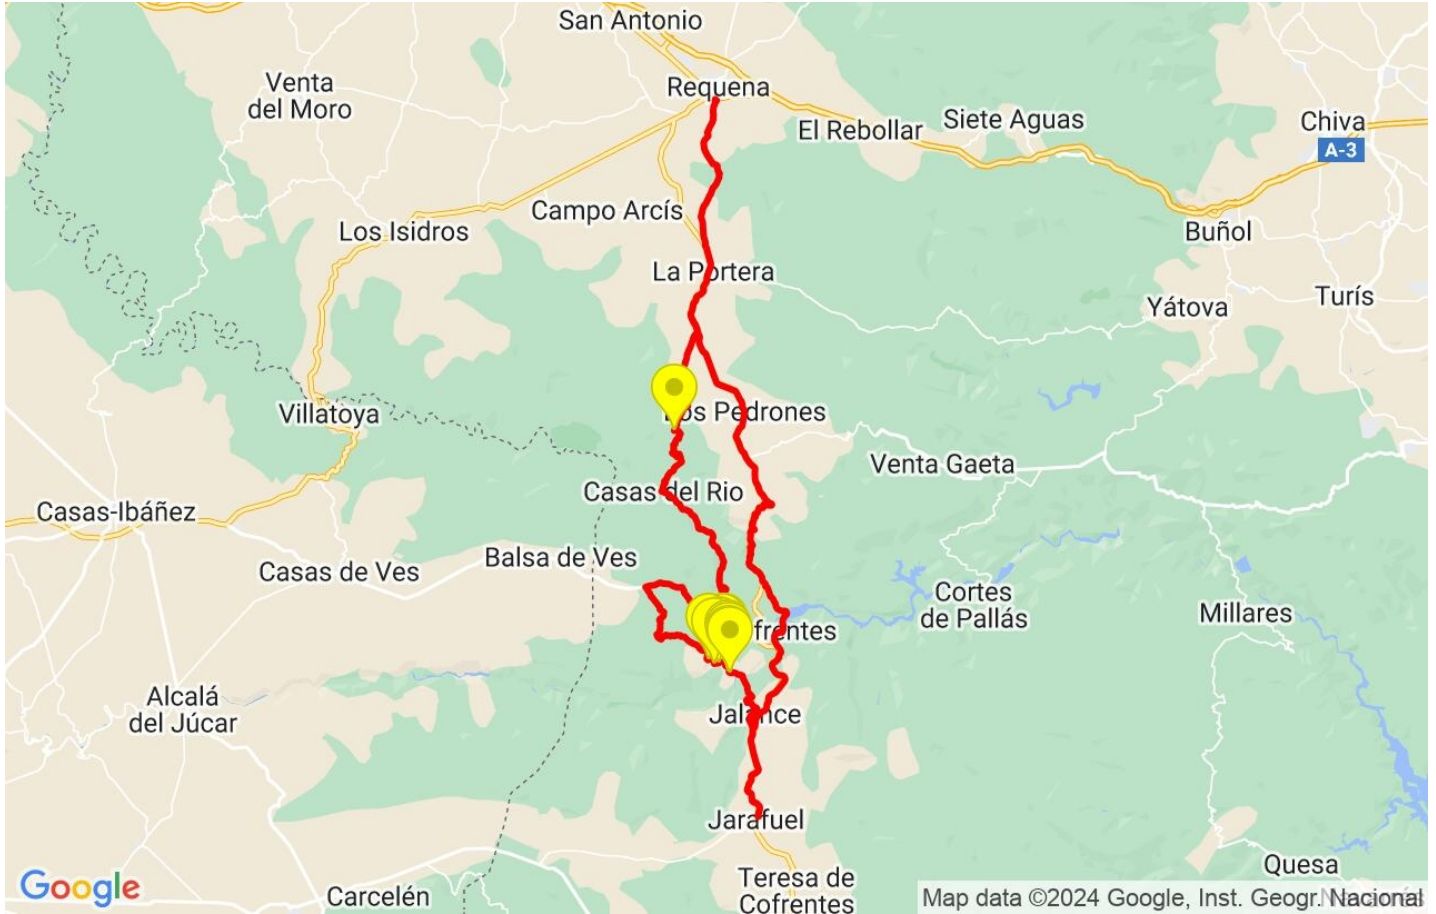 San Antonio
Requena
Venta
del Moro
El Rebollar
Siete Aguas
Chiva
A-3
Campo Arcís
Los Isidros
Buñol
La Portera
Yátova
Turís
Villatoya
os Pedrones
Venta Gaeta
Casas del Rio
Casas-Ibáñez
Balsa de Ves
Casas de Ves
Cortes
de Pallás
Millares
frentes
Alcalá
del Júcar
Jalance
Jarafuel
Teresa de
Cofrentes
Quesa
Carcelén
Google
Map data ©2024 Google, Inst. Geogr. Nacional